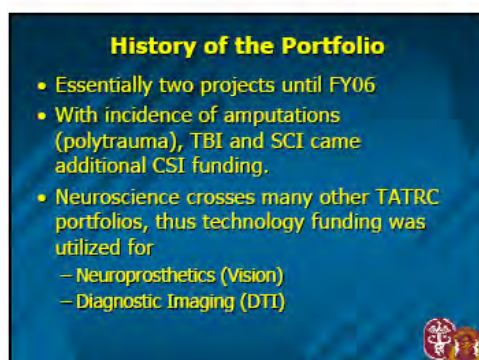 History of the Portfolio
• Essentially two projects until FY06
• With incidence of amputations
(polytrauma), TBI and SCI came
additional CSI funding.
• Neuroscience crosses many other TATRC
portfolios, thus technology funding was
utilized for
– Neuroprosthetics (Vision)
– Diagnostic Imaging (DTI)